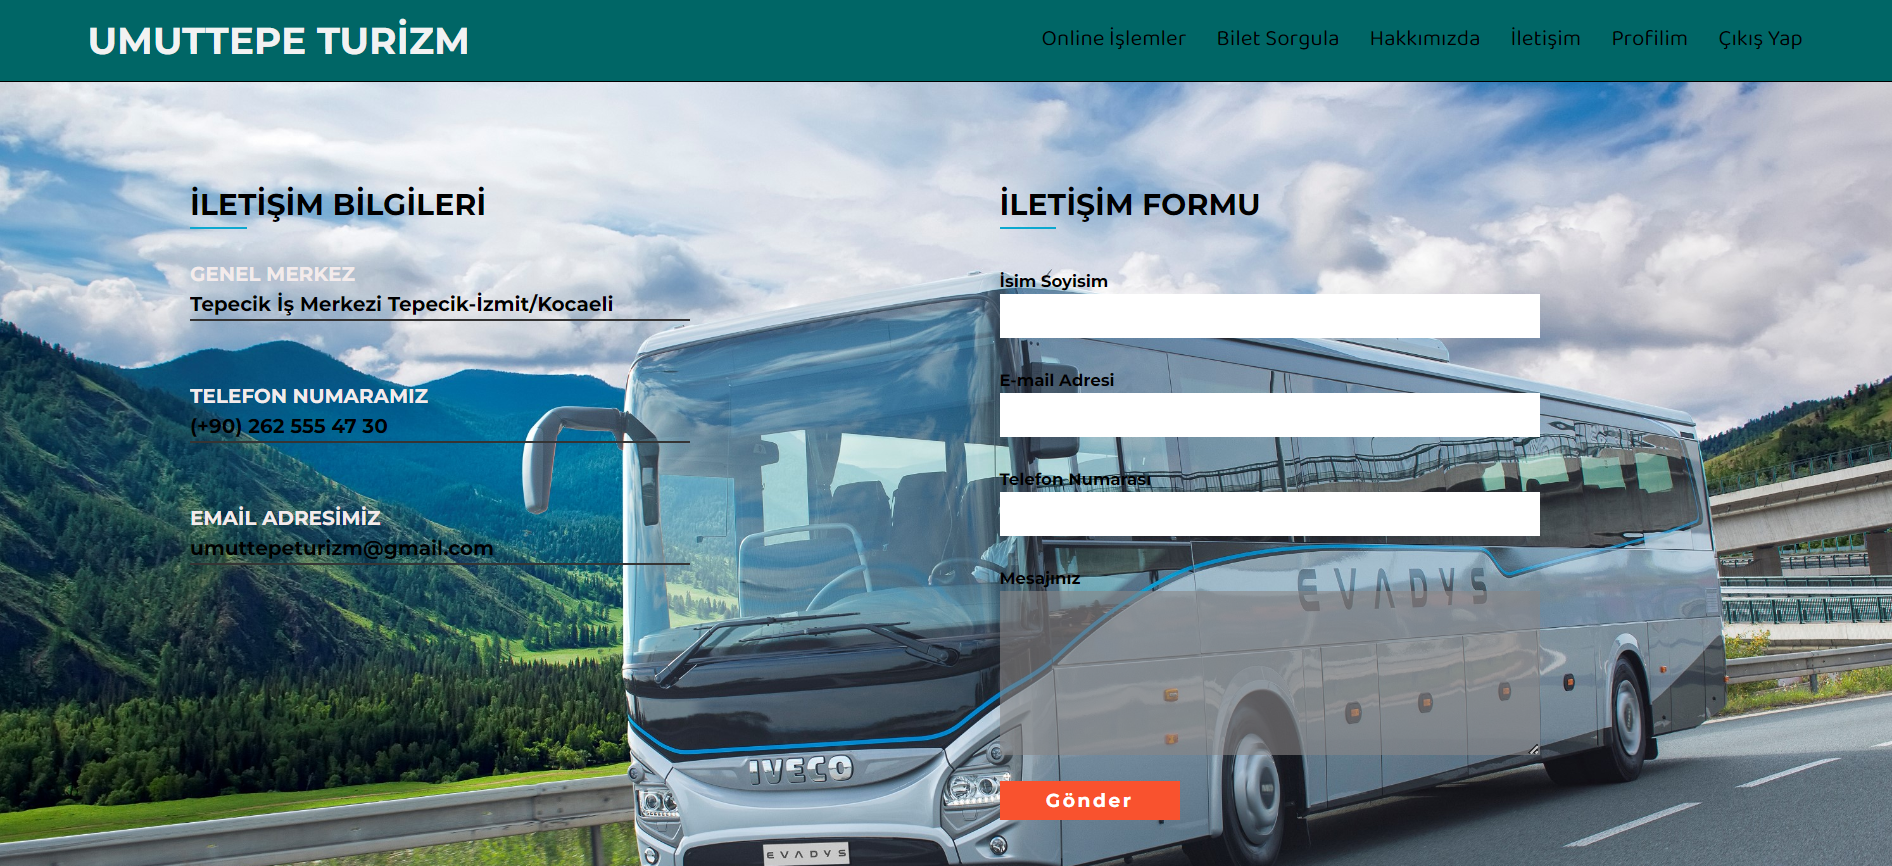 UMUTTEPE TURİZM
Online İşlemler
Bilet Sorgula
Hakkımızda
İletişim
Profilim
Çıkış Yap
İLETİŞİM BİLGİLERİ
GENEL MERKEZ
Tepecik İş Merkezi Tepecik-İzmit/Kocaeli
TELEFON NUMARAMIZ
(+90) 262 555 47 30
EMAİL ADRESİMİZ
umuttepeturizm@gmail.com
İLETİŞİM FORMU
İsim Soyisim
E-mail Adresi
Telefon Numarası
Mesajınız
Gönder
EVADYS
IVECO
EVADYS